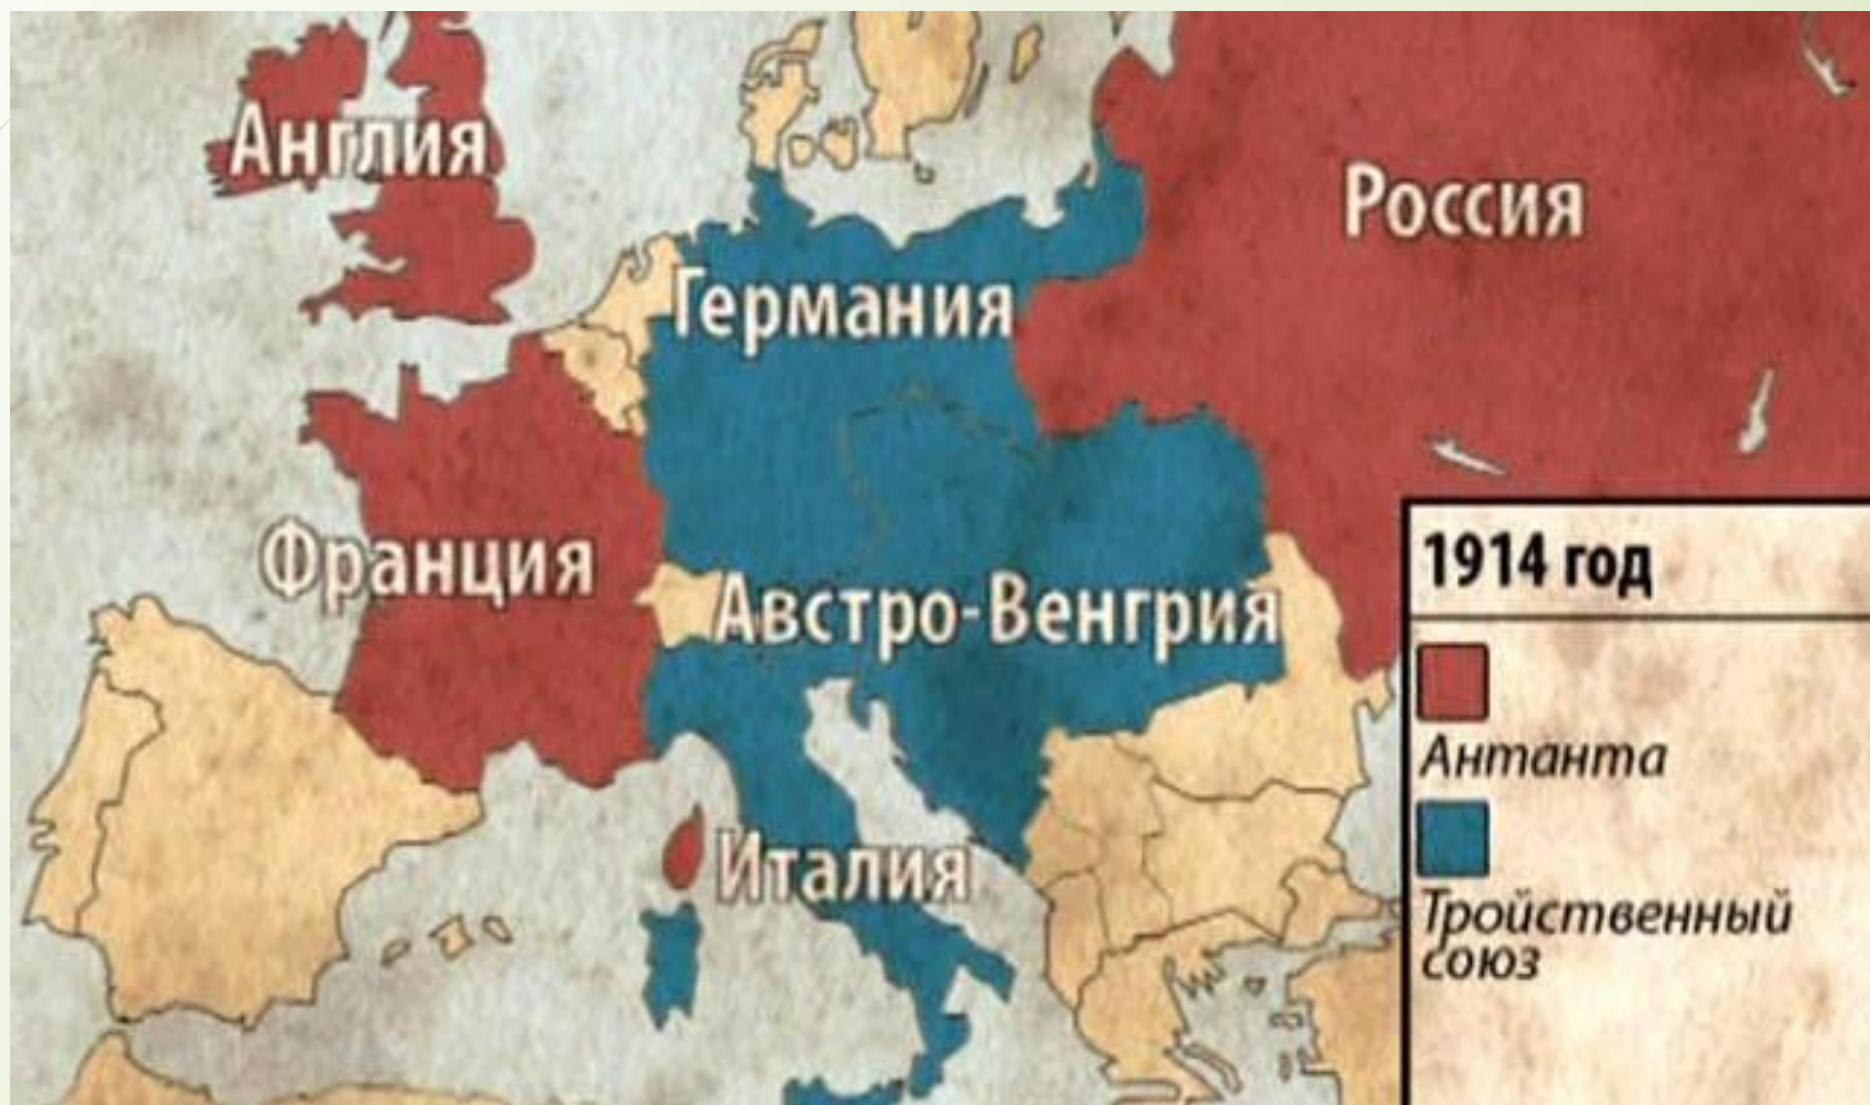 Англия
Россия
Германия
Франция
Австро-Венгрия
Италия
1914 год
Антанта
Тройственный
союз